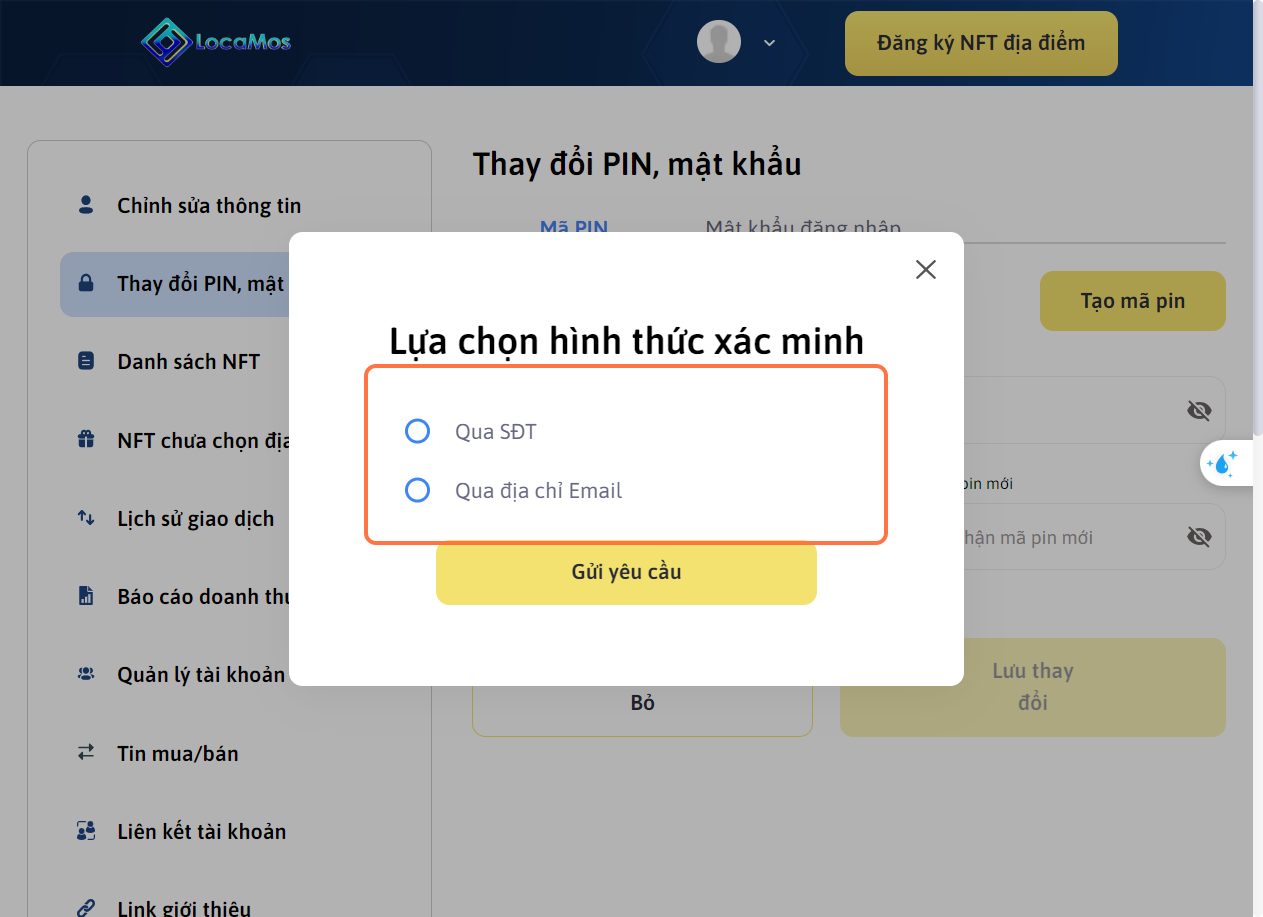 LocaMos
Đăng ký NFT địa điểm
Chỉnh sửa thông tin
Thay đổi PIN, mật
Danh sách NFT
NFT chưa chọn địa
Lịch sử giao dịch
Báo cáo doanh thu
Quản lý tài khoản
Tin mua/bán
Liên kết tài khoản
Link giới thiệu
Thay đổi PIN, mật khẩu
Mã PIN
Mật khẩu đăng nhập
Tạo mã pin
Lựa chọn hình thức xác minh
Qua SĐT
Qua địa chỉ Email
Gửi yêu cầu
pin mới
nhận mã pin mới
Bỏ
Lưu thay
đổi